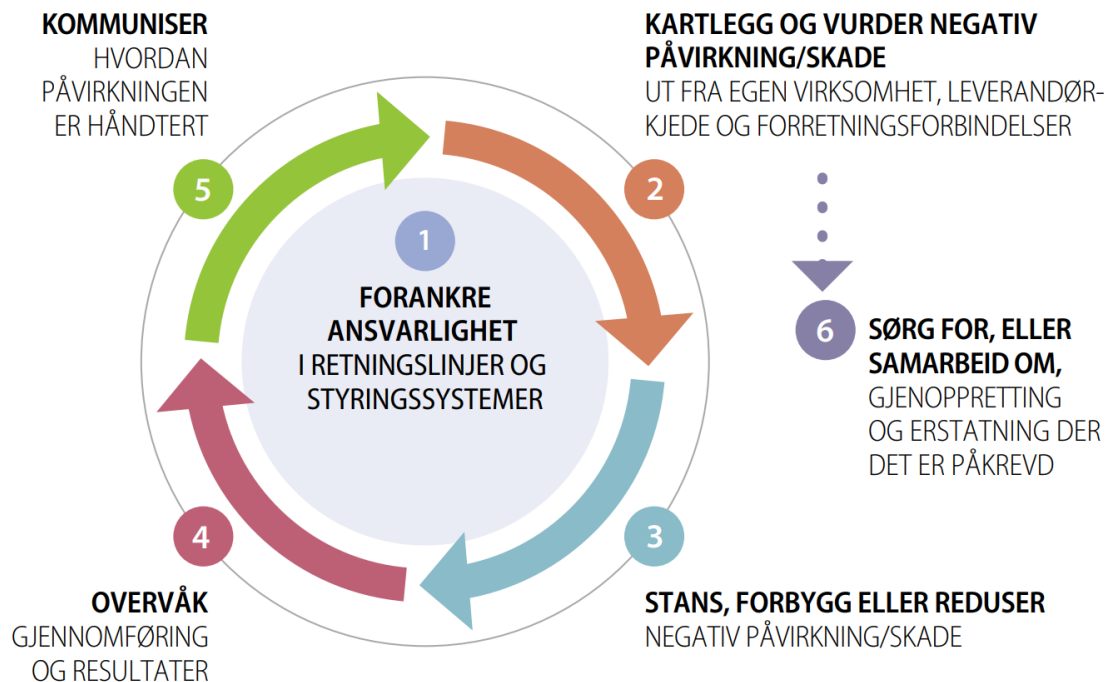 KOMMUNISER
HVORDAN
PÅVIRKNINGEN
ER HÅNDTERT
5
KARTLEGG OG VURDER NEGATIV
PÅVIRKNING/SKADE
UT FRA EGEN VIRKSOMHET, LEVERANDØR-
KJEDE OG FORRETNINGSFORBINDELSER
2
1
FORANKRE
ANSVARLIGHET
I RETNINGSLINJER OG
STYRINGSSYSTEMER
6
SØRG FOR, ELLER
SAMARBEID OM,
GJENOPPRETTING
OG ERSTATNING DER
DET ER PÅKREVD
4
OVERVÅK
GJENNOMFØRING
OG RESULTATER
3
STANS, FORBYGG ELLER REDUSER
NEGATIV PÅVIRKNING/SKADE